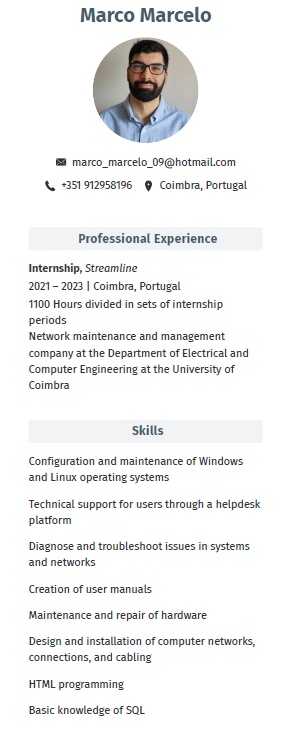 Marco Marcelo
marco_marcelo_09@hotmail.com
+351 912958196 Coimbra, Portugal
Professional Experience
Internship, Streamline
2021 – 2023 | Coimbra, Portugal
1100 Hours divided in sets of internship
periods
Network maintenance and management
company at the Department of Electrical and
Computer Engineering at the University of
Coimbra
Skills
Configuration and maintenance of Windows
and Linux operating systems
Technical support for users through a helpdesk
platform
Diagnose and troubleshoot issues in systems
and networks
Creation of user manuals
Maintenance and repair of hardware
Design and installation of computer networks,
connections, and cabling
HTML programming
Basic knowledge of SQL